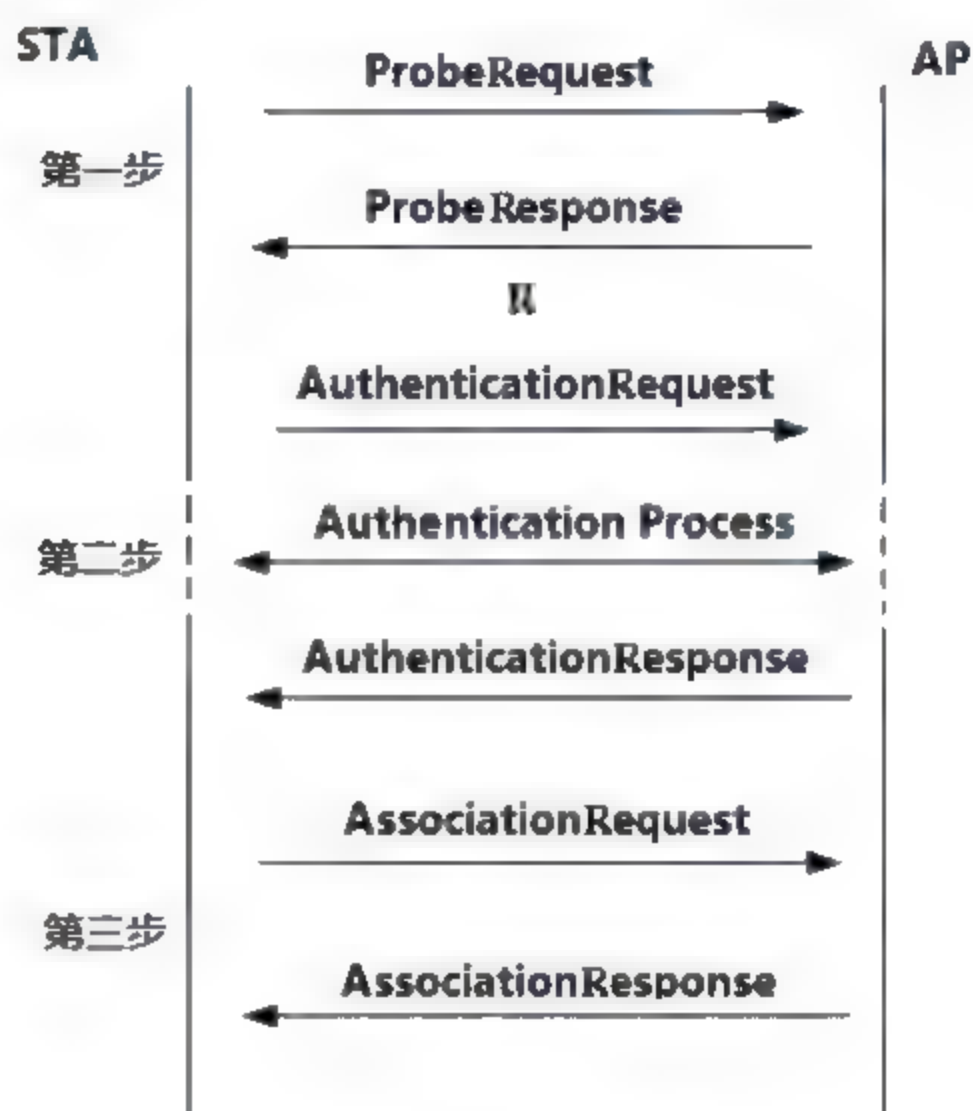 STA
AP
ProbeRequest
第一步
ProbeResponse
AuthenticationRequest
Authentication Process
第二步
AuthenticationResponse
AssociationRequest
第三步
AssociationResponse